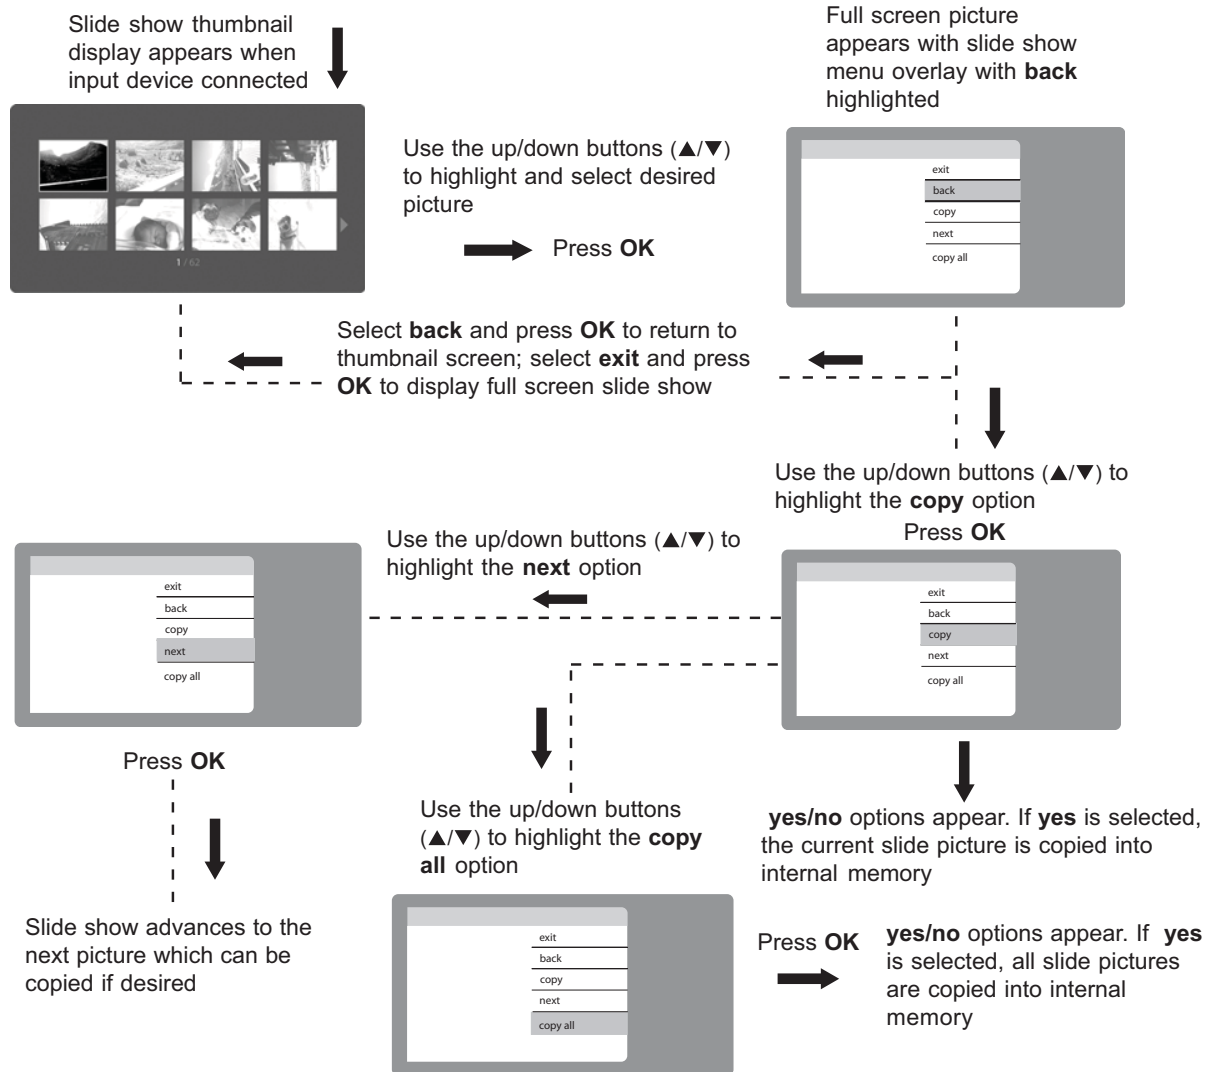 Slide show thumbnail
display appears when
input device connected
1 / 62
Use the up/down buttons (▲/▼)
to highlight and select desired
picture
Press OK
Full screen picture
appears with slide show
menu overlay with back
highlighted
exit
back
copy
next
copy all
Select back and press OK to return to
thumbnail screen; select exit and press
OK to display full screen slide show
Use the up/down buttons (▲/▼) to
highlight the copy option
Press OK
exit
back
copy
next
copy all
Use the up/down buttons (▲/▼) to
highlight the next option
exit
back
copy
next
copy all
Press OK
Slide show advances to the
next picture which can be
copied if desired
yes/no options appear. If yes is selected,
the current slide picture is copied into
internal memory
Use the up/down buttons
(▲/▼) to highlight the copy
all option
exit
back
copy
next
copy all
Press OK
yes/no options appear. If yes
is selected, all slide pictures
are copied into internal
memory